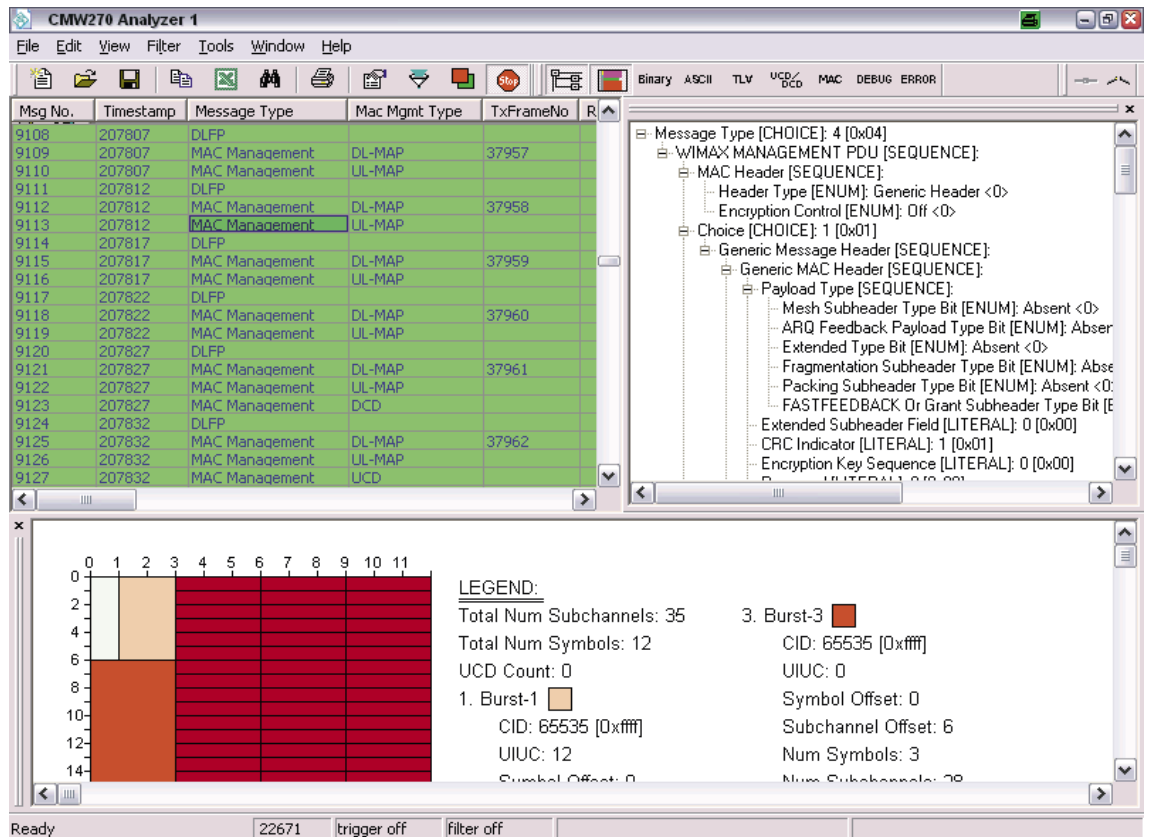 CMW270 Analyzer 1
File Edit View Filter Tools Window Help
Stop Binary ASCII TLV UCD/DCD MAC DEBUG ERROR
Msg No. Timestamp Message Type Mac Mgmt Type TxFrameNo R
9108 207807 DLFP
9109 207807 MAC Management DL-MAP 37957
9110 207807 MAC Management UL-MAP
9111 207812 DLFP
9112 207812 MAC Management DL-MAP 37958
9113 207812 MAC Management UL-MAP
9114 207817 DLFP
9115 207817 MAC Management DL-MAP 37959
9116 207817 MAC Management UL-MAP
9117 207822 DLFP
9118 207822 MAC Management DL-MAP 37960
9119 207822 MAC Management UL-MAP
9120 207827 DLFP
9121 207827 MAC Management DL-MAP 37961
9122 207827 MAC Management UL-MAP
9123 207827 MAC Management DCD
9124 207832 DLFP
9125 207832 MAC Management DL-MAP 37962
9126 207832 MAC Management UL-MAP
9127 207832 MAC Management UCD
Message Type [CHOICE]: 4 [0x04]
WIMAX MANAGEMENT PDU [SEQUENCE]:
MAC Header [SEQUENCE]:
Header Type [ENUM]: Generic Header <0>
Encryption Control [ENUM]: Off <0>
Choice [CHOICE]: 1 [0x01]
Generic Message Header [SEQUENCE]:
Generic MAC Header [SEQUENCE]:
Payload Type [SEQUENCE]:
Mesh Subheader Type Bit [ENUM]: Absent <0>
ARQ Feedback Payload Type Bit [ENUM]: Abser
Extended Type Bit [ENUM]: Absent <0>
Fragmentation Subheader Type Bit [ENUM]: Abse
Packing Subheader Type Bit [ENUM]: Absent <0
FASTFEEDBACK Or Grant Subheader Type Bit [E
Extended Subheader Field [LITERAL]: 0 [0x00]
CRC Indicator [LITERAL]: 1 [0x01]
Encryption Key Sequence [LITERAL]: 0 [0x00]
0 1 2 3 4 5 6 7 8 9 10 11
0
2
4
6
8
10
12
14
LEGEND:
Total Num Subchannels: 35
Total Num Symbols: 12
UCD Count: 0
1. Burst-1
CID: 65535 [0xffff]
UIUC: 12
Symbol Offset: 0
3. Burst-3
CID: 65535 [0xffff]
UIUC: 0
Symbol Offset: 0
Subchannel Offset: 6
Num Symbols: 3
Num Subchannels:
Ready 22671 trigger off filter off